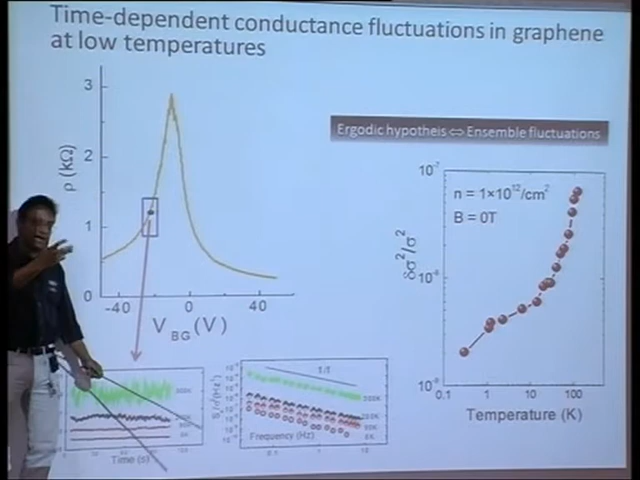 Time-dependent conductance fluctuations in graphene
at low temperatures
3
2
1
0
ρ (kΩ)
-40 0 40
V_BG (V)
Ergodic hypotheis ⇔ Ensemble fluctuations
n = 1×10¹²/cm²
B = 0T
10⁻⁷
10⁻⁸
10⁻⁹
δσ²/σ²
0.1 1 10 100
Temperature (K)
Time (s)
1/f
Frequency (Hz)